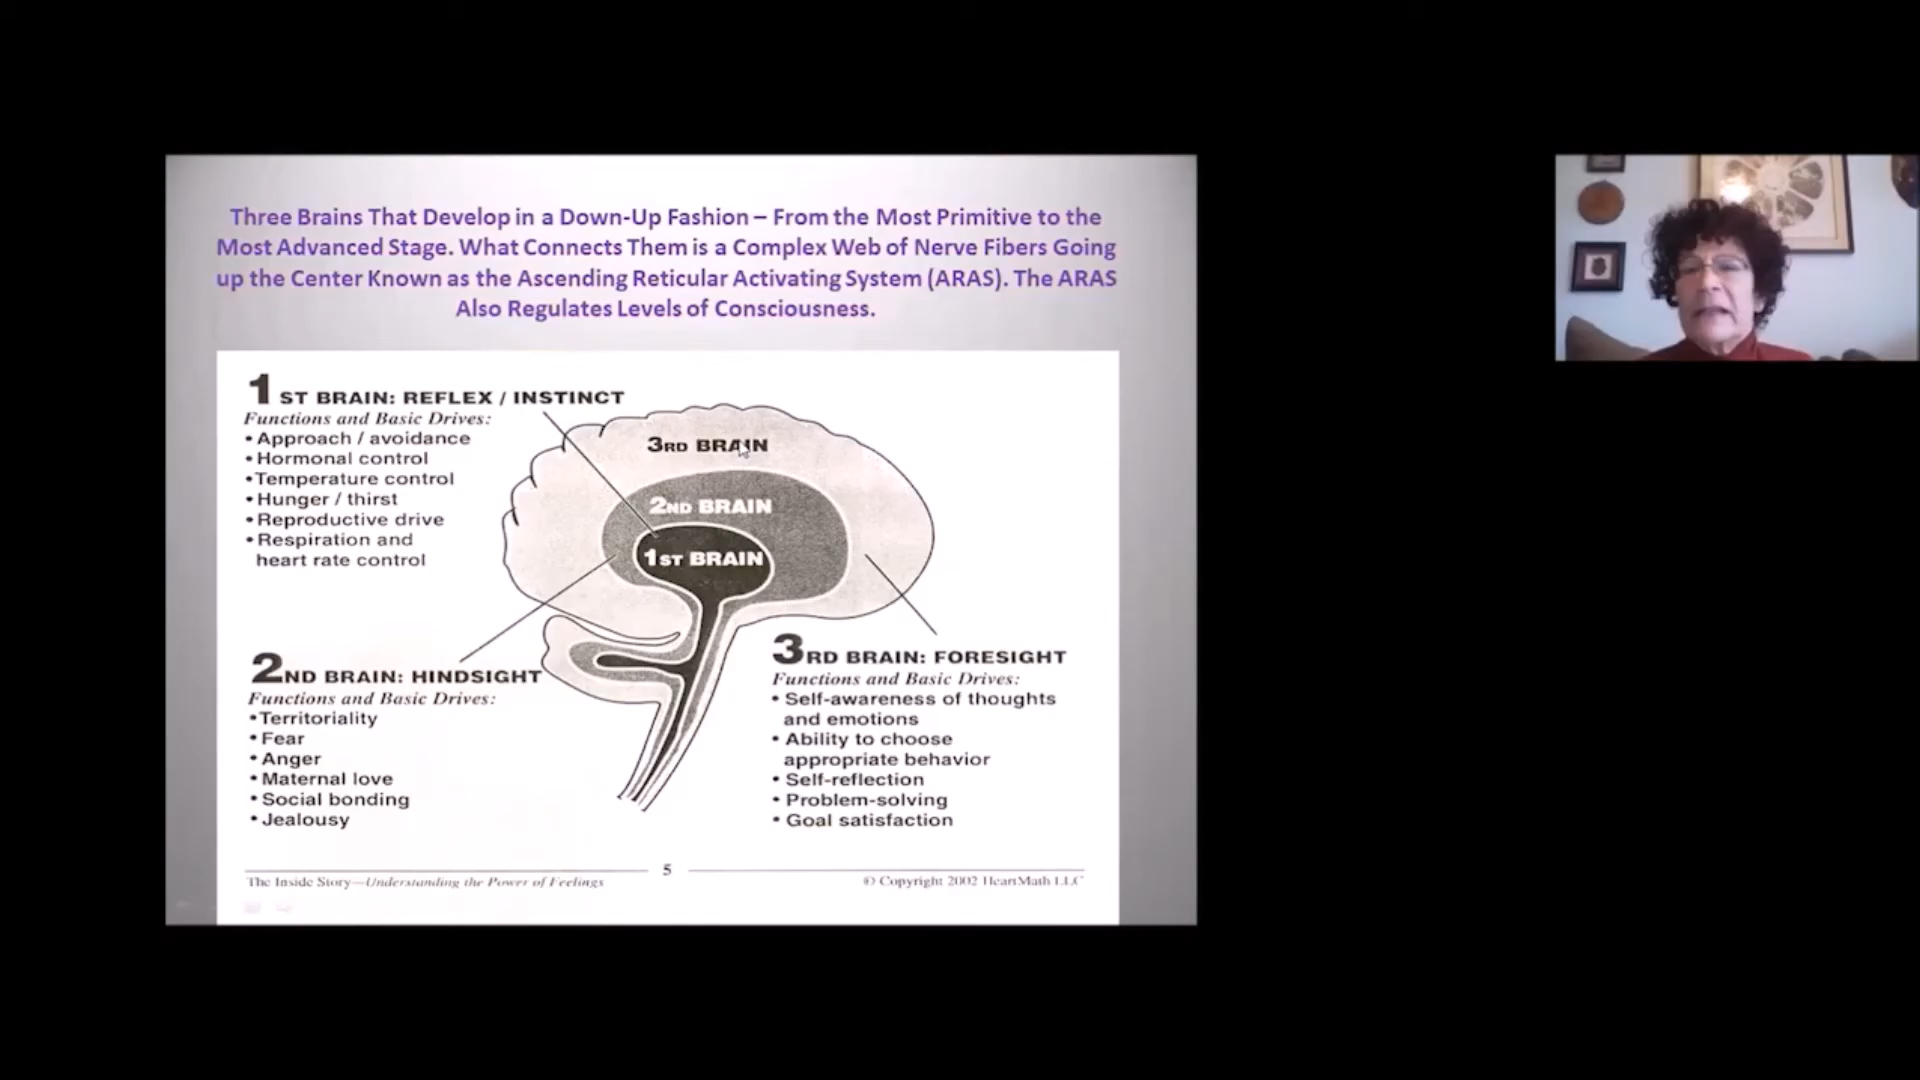 Three Brains That Develop in a Down-Up Fashion – From the Most Primitive to the
Most Advanced Stage. What Connects Them is a Complex Web of Nerve Fibers Going
up the Center Known as the Ascending Reticular Activating System (ARAS). The ARAS
Also Regulates Levels of Consciousness.
1ST BRAIN: REFLEX / INSTINCT
Functions and Basic Drives:
• Approach / avoidance
• Hormonal control
• Temperature control
• Hunger / thirst
• Reproductive drive
• Respiration and
heart rate control
3RD BRAIN
2ND BRAIN
1ST BRAIN
2ND BRAIN: HINDSIGHT
Functions and Basic Drives:
• Territoriality
• Fear
• Anger
• Maternal love
• Social bonding
• Jealousy
3RD BRAIN: FORESIGHT
Functions and Basic Drives:
• Self-awareness of thoughts
and emotions
• Ability to choose
appropriate behavior
• Self-reflection
• Problem-solving
• Goal satisfaction
The Inside Story—Understanding the Power of Feelings
5
© Copyright 2002 HeartMath LLC